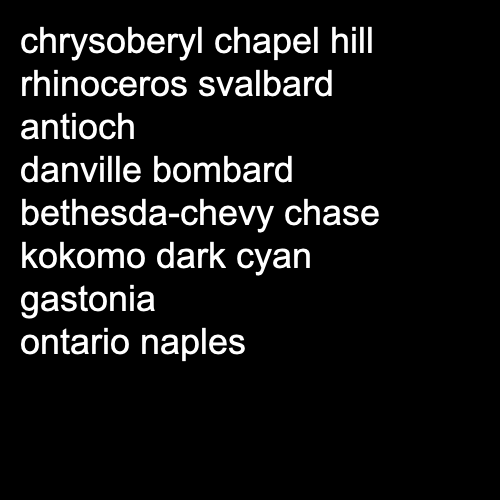 chrysoberyl chapel hill
rhinoceros svalbard
antioch
danville bombard
bethesda-chevy chase
kokomo dark cyan
gastonia
ontario naples